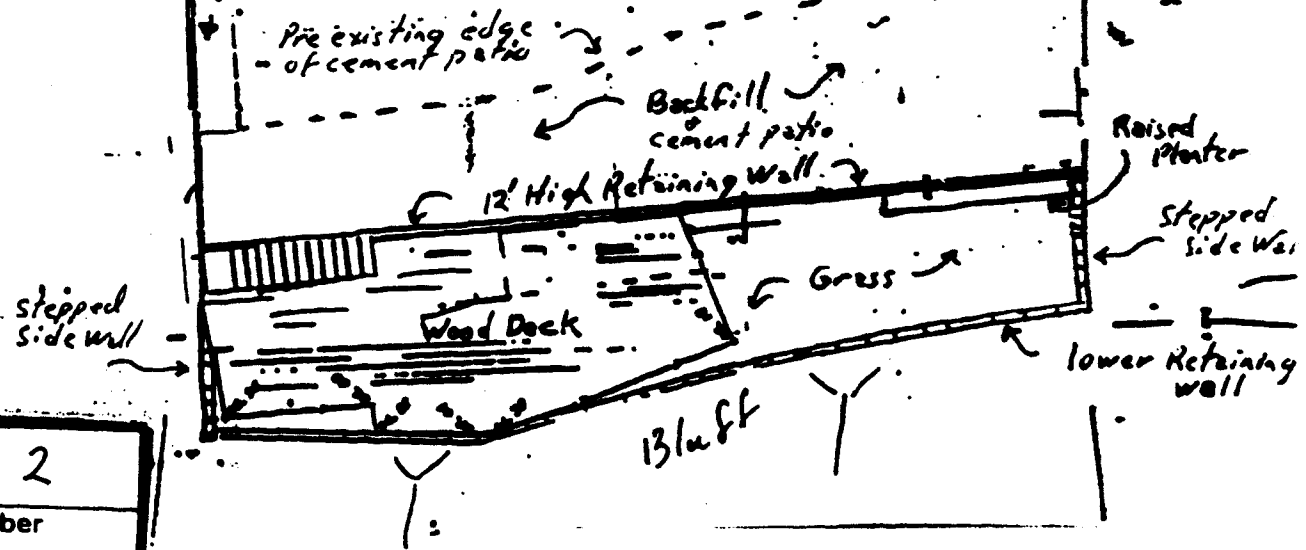 Pre existing edge
of cement patio
Backfill
+
cement patio
Raised
Planter
12' High Retaining Wall
Stepped
side Wal
Grass
stepped
side wall
Wood Deck
lower Retaining
wall
Bluff
2
ber